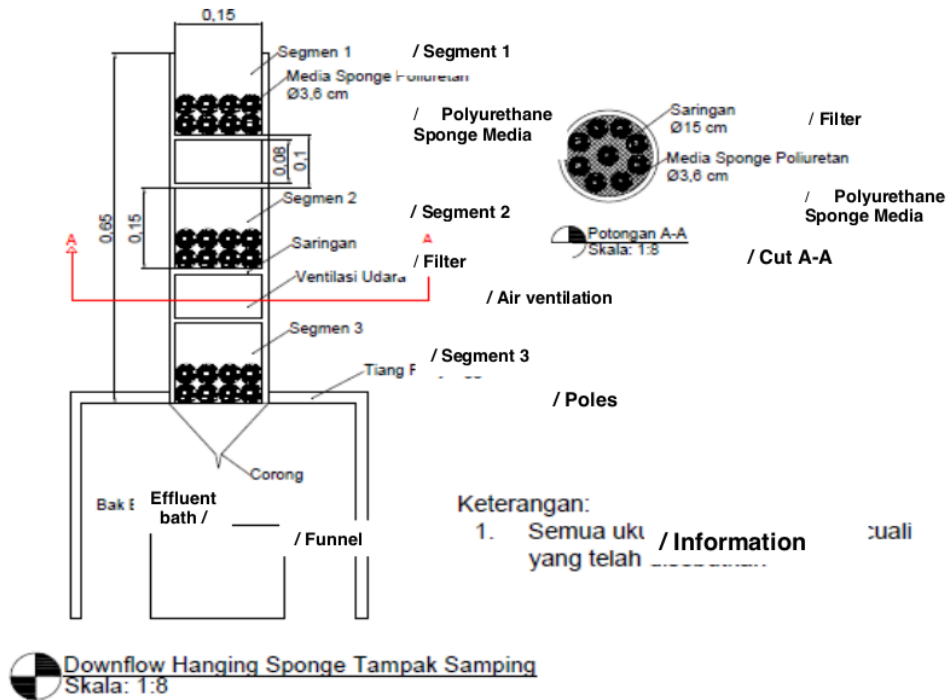 0,15
Segmen 1
/ Segment 1
Media Sponge
Ø3,6 cm
/ Polyurethane
Sponge Media
0,08
0,1
Segmen 2
/ Segment 2
0,65
0,15
A
A
Saringan
/ Filter
Ventilasi Udara
/ Air ventilation
Segmen 3
/ Segment 3
Tiang
/ Poles
Corong
Bak
Effluent
bath /
/ Funnel
Saringan
Ø15 cm
/ Filter
Media Sponge Poliuretan
Ø3,6 cm
/ Polyurethane
Sponge Media
Potongan A-A
Skala: 1:8
/ Cut A-A
Keterangan:
1. Semua
/ Information
yang telah
Downflow Hanging Sponge Tampak Samping
Skala: 1:8